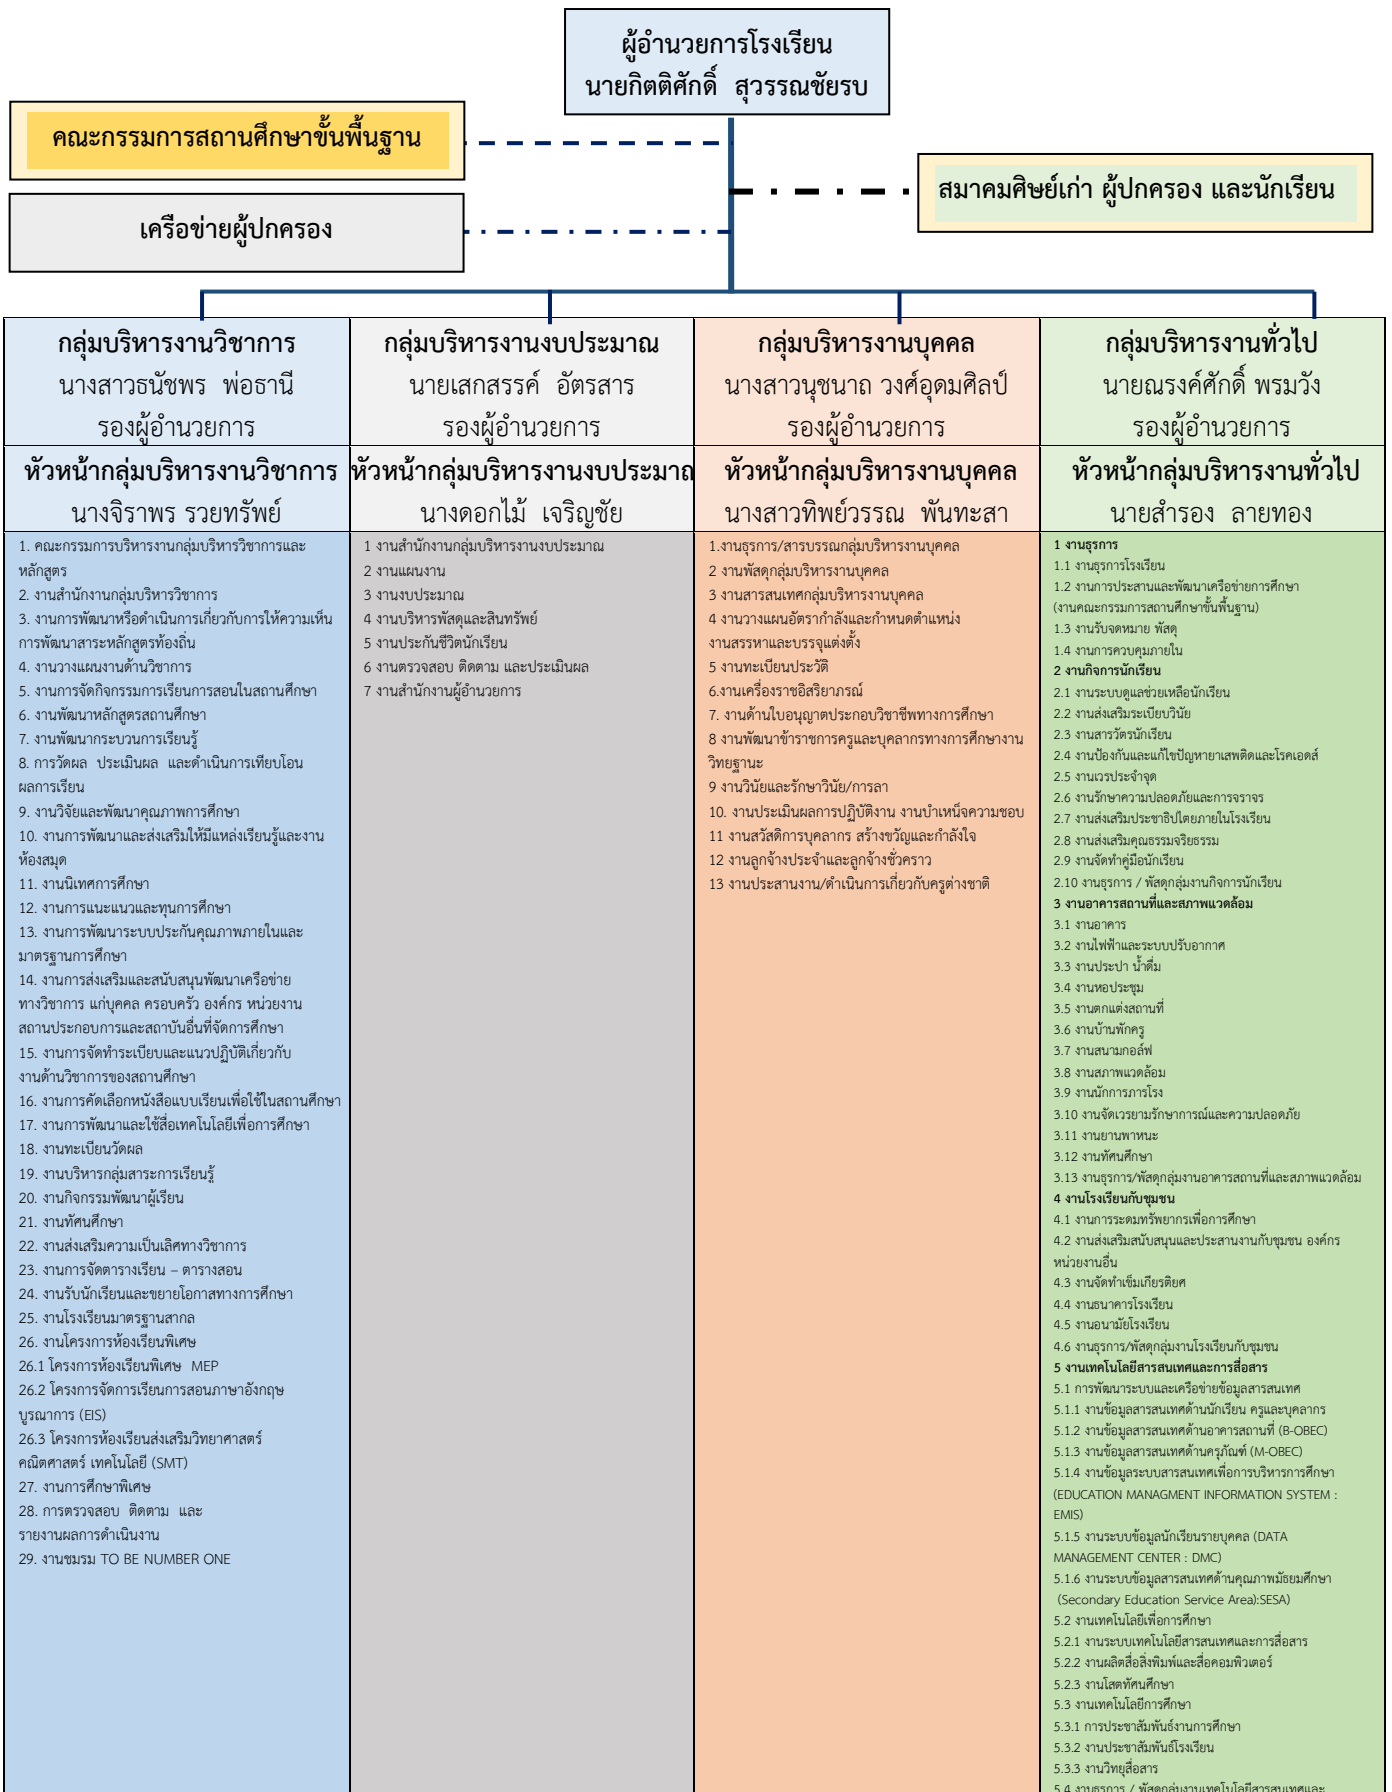 ผู้อำนวยการโรงเรียน
นายกิตติศักดิ์ สุวรรณชัยรบ
คณะกรรมการสถานศึกษาขั้นพื้นฐาน
สมาคมศิษย์เก่า ผู้ปกครอง และนักเรียน
เครือข่ายผู้ปกครอง
กลุ่มบริหารงานวิชาการ
นางสาวธนัชพร พ่อธานี
รองผู้อำนวยการ
หัวหน้ากลุ่มบริหารงานวิชาการ
นางจิราพร รวยทรัพย์
1. คณะกรรมการบริหารงานกลุ่มบริหารวิชาการและ
หลักสูตร
2. งานสำนักงานกลุ่มบริหารวิชาการ
3. งานการพัฒนาหรือดำเนินการเกี่ยวกับการให้ความเห็น
การพัฒนาสาระหลักสูตรท้องถิ่น
4. งานวางแผนงานด้านวิชาการ
5. งานการจัดกิจกรรมการเรียนการสอนในสถานศึกษา
6. งานพัฒนาหลักสูตรสถานศึกษา
7. งานพัฒนากระบวนการเรียนรู้
8. การวัดผล ประเมินผล และดำเนินการเทียบโอน
ผลการเรียน
9. งานวิจัยและพัฒนาคุณภาพการศึกษา
10. งานการพัฒนาและส่งเสริมให้มีแหล่งเรียนรู้และงาน
ห้องสมุด
11. งานนิเทศการศึกษา
12. งานการแนะแนวและทุนการศึกษา
13. งานการพัฒนาระบบประกันคุณภาพภายในและ
มาตรฐานการศึกษา
14. งานการส่งเสริมและสนับสนุนพัฒนาเครือข่าย
ทางวิชาการ แก่บุคคล ครอบครัว องค์กร หน่วยงาน
สถานประกอบการและสถาบันอื่นที่จัดการศึกษา
15. งานการจัดทำระเบียบและแนวปฏิบัติเกี่ยวกับ
งานด้านวิชาการของสถานศึกษา
16. งานการคัดเลือกหนังสือแบบเรียนเพื่อใช้ในสถานศึกษา
17. งานการพัฒนาและใช้สื่อเทคโนโลยีเพื่อการศึกษา
18. งานทะเบียนวัดผล
19. งานบริหารกลุ่มสาระการเรียนรู้
20. งานกิจกรรมพัฒนาผู้เรียน
21. งานทัศนศึกษา
22. งานส่งเสริมความเป็นเลิศทางวิชาการ
23. งานการจัดตารางเรียน – ตารางสอน
24. งานรับนักเรียนและขยายโอกาสทางการศึกษา
25. งานโรงเรียนมาตรฐานสากล
26. งานโครงการห้องเรียนพิเศษ
26.1 โครงการห้องเรียนพิเศษ MEP
26.2 โครงการจัดการเรียนการสอนภาษาอังกฤษ
บูรณาการ (EIS)
26.3 โครงการห้องเรียนส่งเสริมวิทยาศาสตร์
คณิตศาสตร์ เทคโนโลยี (SMT)
27. งานการศึกษาพิเศษ
28. การตรวจสอบ ติดตาม และ
รายงานผลการดำเนินงาน
29. งานชมรม TO BE NUMBER ONE
กลุ่มบริหารงานงบประมาณ
นายเสกสรรค์ อัตรสาร
รองผู้อำนวยการ
หัวหน้ากลุ่มบริหารงานงบประมาณ
นางดอกไม้ เจริญชัย
1 งานสำนักงานกลุ่มบริหารงานงบประมาณ
2 งานแผนงาน
3 งานงบประมาณ
4 งานบริหารพัสดุและสินทรัพย์
5 งานประกันชีวิตนักเรียน
6 งานตรวจสอบ ติดตาม และประเมินผล
7 งานสำนักงานผู้อำนวยการ
กลุ่มบริหารงานบุคคล
นางสาวนุชนาถ วงศ์อุดมศิลป์
รองผู้อำนวยการ
หัวหน้ากลุ่มบริหารงานบุคคล
นางสาวทิพย์วรรณ พันทะสา
1.งานธุรการ/สารบรรณกลุ่มบริหารงานบุคคล
2 งานพัสดุกลุ่มบริหารงานบุคคล
3 งานสารสนเทศกลุ่มบริหารงานบุคคล
4 งานวางแผนอัตรากำลังและกำหนดตำแหน่ง
งานสรรหาและบรรจุแต่งตั้ง
5 งานทะเบียนประวัติ
6.งานเครื่องราชอิสริยาภรณ์
7. งานด้านใบอนุญาตประกอบวิชาชีพทางการศึกษา
8 งานพัฒนาข้าราชการครูและบุคลากรทางการศึกษางาน
วิทยฐานะ
9 งานวินัยและรักษาวินัย/การลา
10. งานประเมินผลการปฏิบัติงาน งานบำเหน็จความชอบ
11 งานสวัสดิการบุคลากร สร้างขวัญและกำลังใจ
12 งานลูกจ้างประจำและลูกจ้างชั่วคราว
13 งานประสานงาน/ดำเนินการเกี่ยวกับครูต่างชาติ
กลุ่มบริหารงานทั่วไป
นายณรงค์ศักดิ์ พรมวัง
รองผู้อำนวยการ
หัวหน้ากลุ่มบริหารงานทั่วไป
นายสำรอง ลายทอง
1 งานธุรการ
1.1 งานธุรการโรงเรียน
1.2 งานการประสานและพัฒนาเครือข่ายการศึกษา
(งานคณะกรรมการสถานศึกษาขั้นพื้นฐาน)
1.3 งานรับจดหมาย พัสดุ
1.4 งานการควบคุมภายใน
2 งานกิจการนักเรียน
2.1 งานระบบดูแลช่วยเหลือนักเรียน
2.2 งานส่งเสริมระเบียบวินัย
2.3 งานสารวัตรนักเรียน
2.4 งานป้องกันและแก้ไขปัญหายาเสพติดและโรคเอดส์
2.5 งานเวรประจำจุด
2.6 งานรักษาความปลอดภัยและการจราจร
2.7 งานส่งเสริมประชาธิปไตยภายในโรงเรียน
2.8 งานส่งเสริมคุณธรรมจริยธรรม
2.9 งานจัดทำคู่มือนักเรียน
2.10 งานธุรการ / พัสดุกลุ่มงานกิจการนักเรียน
3 งานอาคารสถานที่และสภาพแวดล้อม
3.1 งานอาคาร
3.2 งานไฟฟ้าและระบบปรับอากาศ
3.3 งานประปา น้ำดื่ม
3.4 งานหอประชุม
3.5 งานตกแต่งสถานที่
3.6 งานบ้านพักครู
3.7 งานสนามกอล์ฟ
3.8 งานสภาพแวดล้อม
3.9 งานนักการภารโรง
3.10 งานจัดเวรยามรักษาการณ์และความปลอดภัย
3.11 งานยานพาหนะ
3.12 งานทัศนศึกษา
3.13 งานธุรการ/พัสดุกลุ่มงานอาคารสถานที่และสภาพแวดล้อม
4 งานโรงเรียนกับชุมชน
4.1 งานการระดมทรัพยากรเพื่อการศึกษา
4.2 งานส่งเสริมสนับสนุนและประสานงานกับชุมชน องค์กร
หน่วยงานอื่น
4.3 งานจัดทำเข็มเกียรติยศ
4.4 งานธนาคารโรงเรียน
4.5 งานอนามัยโรงเรียน
4.6 งานธุรการ/พัสดุกลุ่มงานโรงเรียนกับชุมชน
5 งานเทคโนโลยีสารสนเทศและการสื่อสาร
5.1 การพัฒนาระบบและเครือข่ายข้อมูลสารสนเทศ
5.1.1 งานข้อมูลสารสนเทศด้านนักเรียน ครูและบุคลากร
5.1.2 งานข้อมูลสารสนเทศด้านอาคารสถานที่ (B-OBEC)
5.1.3 งานข้อมูลสารสนเทศด้านครุภัณฑ์ (M-OBEC)
5.1.4 งานข้อมูลระบบสารสนเทศเพื่อการบริหารการศึกษา
(EDUCATION MANAGMENT INFORMATION SYSTEM :
EMIS)
5.1.5 งานระบบข้อมูลนักเรียนรายบุคคล (DATA
MANAGEMENT CENTER : DMC)
5.1.6 งานระบบข้อมูลสารสนเทศด้านคุณภาพมัธยมศึกษา
(Secondary Education Service Area):SESA)
5.2 งานเทคโนโลยีเพื่อการศึกษา
5.2.1 งานระบบเทคโนโลยีสารสนเทศและการสื่อสาร
5.2.2 งานผลิตสื่อสิ่งพิมพ์และสื่อคอมพิวเตอร์
5.2.3 งานโสตทัศนศึกษา
5.3 งานเทคโนโลยีการศึกษา
5.3.1 การประชาสัมพันธ์งานการศึกษา
5.3.2 งานประชาสัมพันธ์โรงเรียน
5.3.3 งานวิทยุสื่อสาร
5.4 งานธุรการ / พัสดุกลุ่มงานเทคโนโลยีสารสนเทศและ